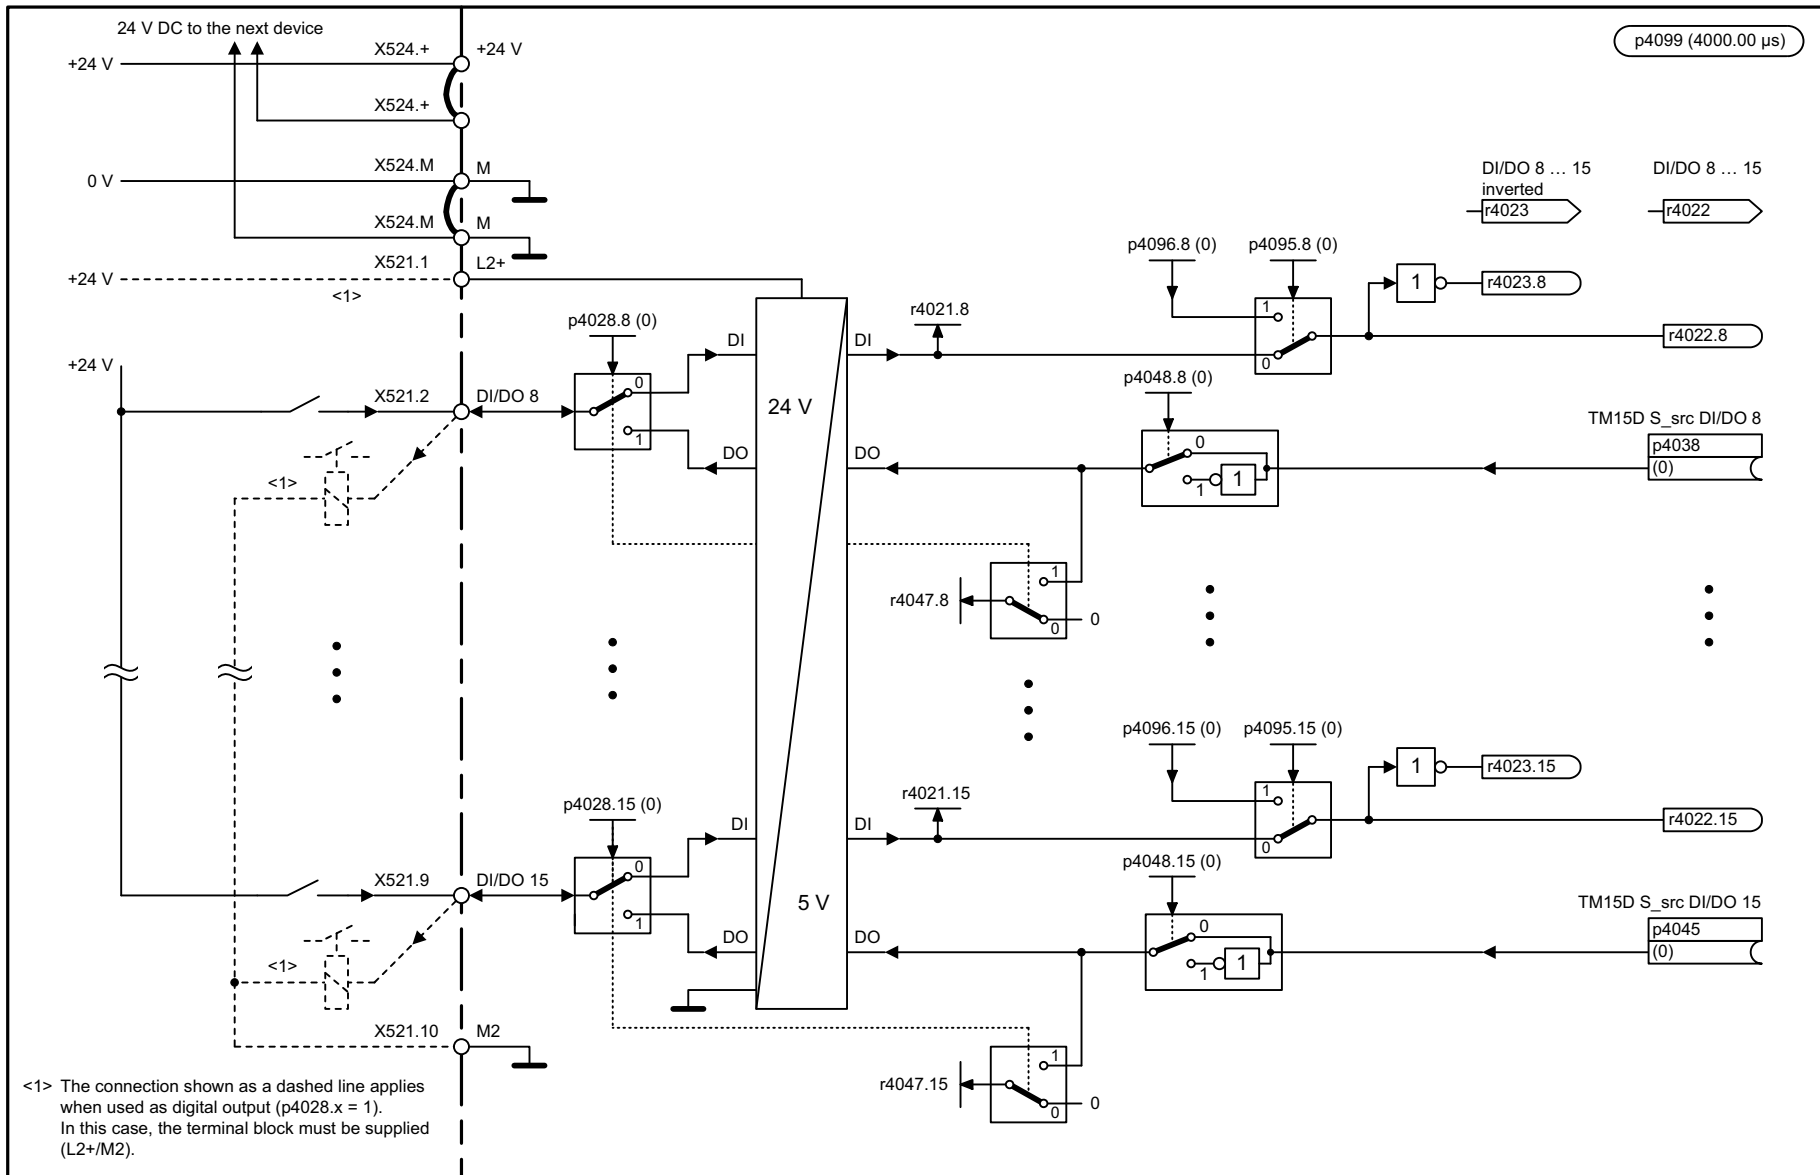 24 V DC to the next device
X524.+
+24 V
p4099 (4000.00 µs)
+24 V
X524.+
X524.M
M
0 V
DI/DO 8 … 15
inverted
r4023
DI/DO 8 … 15
r4022
X524.M
M
X521.1
L2+
+24 V
<1>
p4096.8 (0)
p4095.8 (0)
1
0
1
r4023.8
r4022.8
r4021.8
p4028.8 (0)
0
1
DI
DI
24 V
+24 V
X521.2
DI/DO 8
p4048.8 (0)
0
1
1
TM15D S_src DI/DO 8
p4038
(0)
DO
DO
<1>
r4047.8
1
0
0
p4096.15 (0)
p4095.15 (0)
1
0
1
r4023.15
r4022.15
r4021.15
p4028.15 (0)
0
1
DI
DI
5 V
X521.9
DI/DO 15
p4048.15 (0)
0
1
1
TM15D S_src DI/DO 15
p4045
(0)
DO
DO
<1>
X521.10
M2
r4047.15
1
0
0
<1> The connection shown as a dashed line applies
when used as digital output (p4028.x = 1).
In this case, the terminal block must be supplied
(L2+/M2).